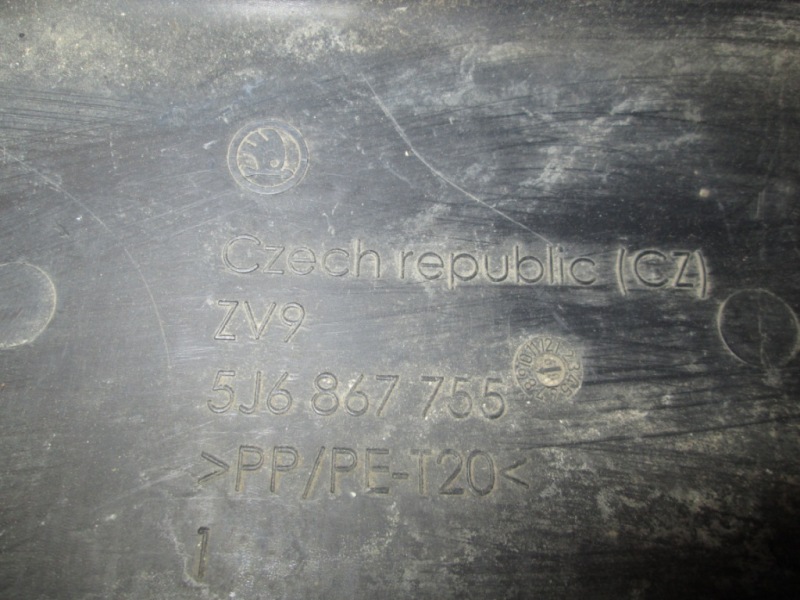 Czech republic (CZ)
ZV9
5J6 867 755
>PP/PE-T20<
1